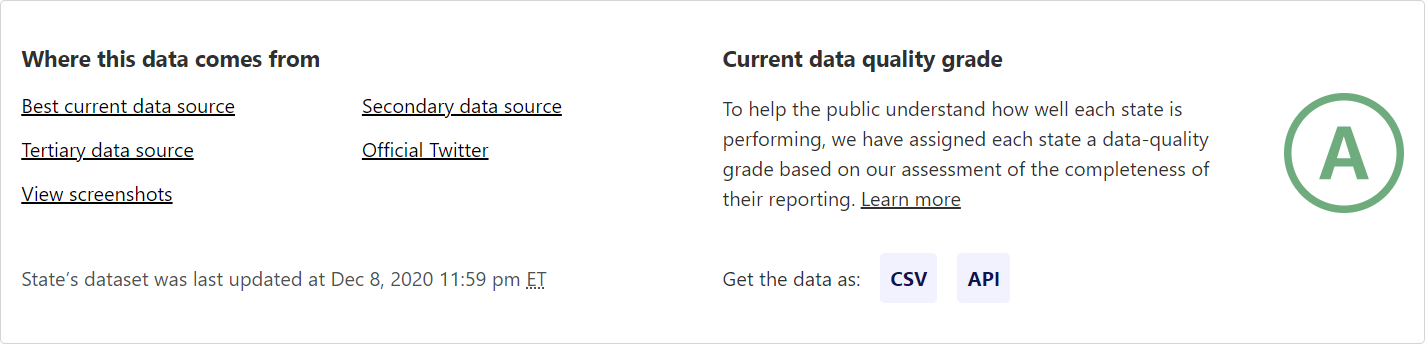 Where this data comes from
Best current data source
Secondary data source
Tertiary data source
Official Twitter
View screenshots
State’s dataset was last updated at Dec 8, 2020 11:59 pm ET
Current data quality grade
To help the public understand how well each state is
performing, we have assigned each state a data-quality
grade based on our assessment of the completeness of
their reporting. Learn more
A
Get the data as:
CSV
API